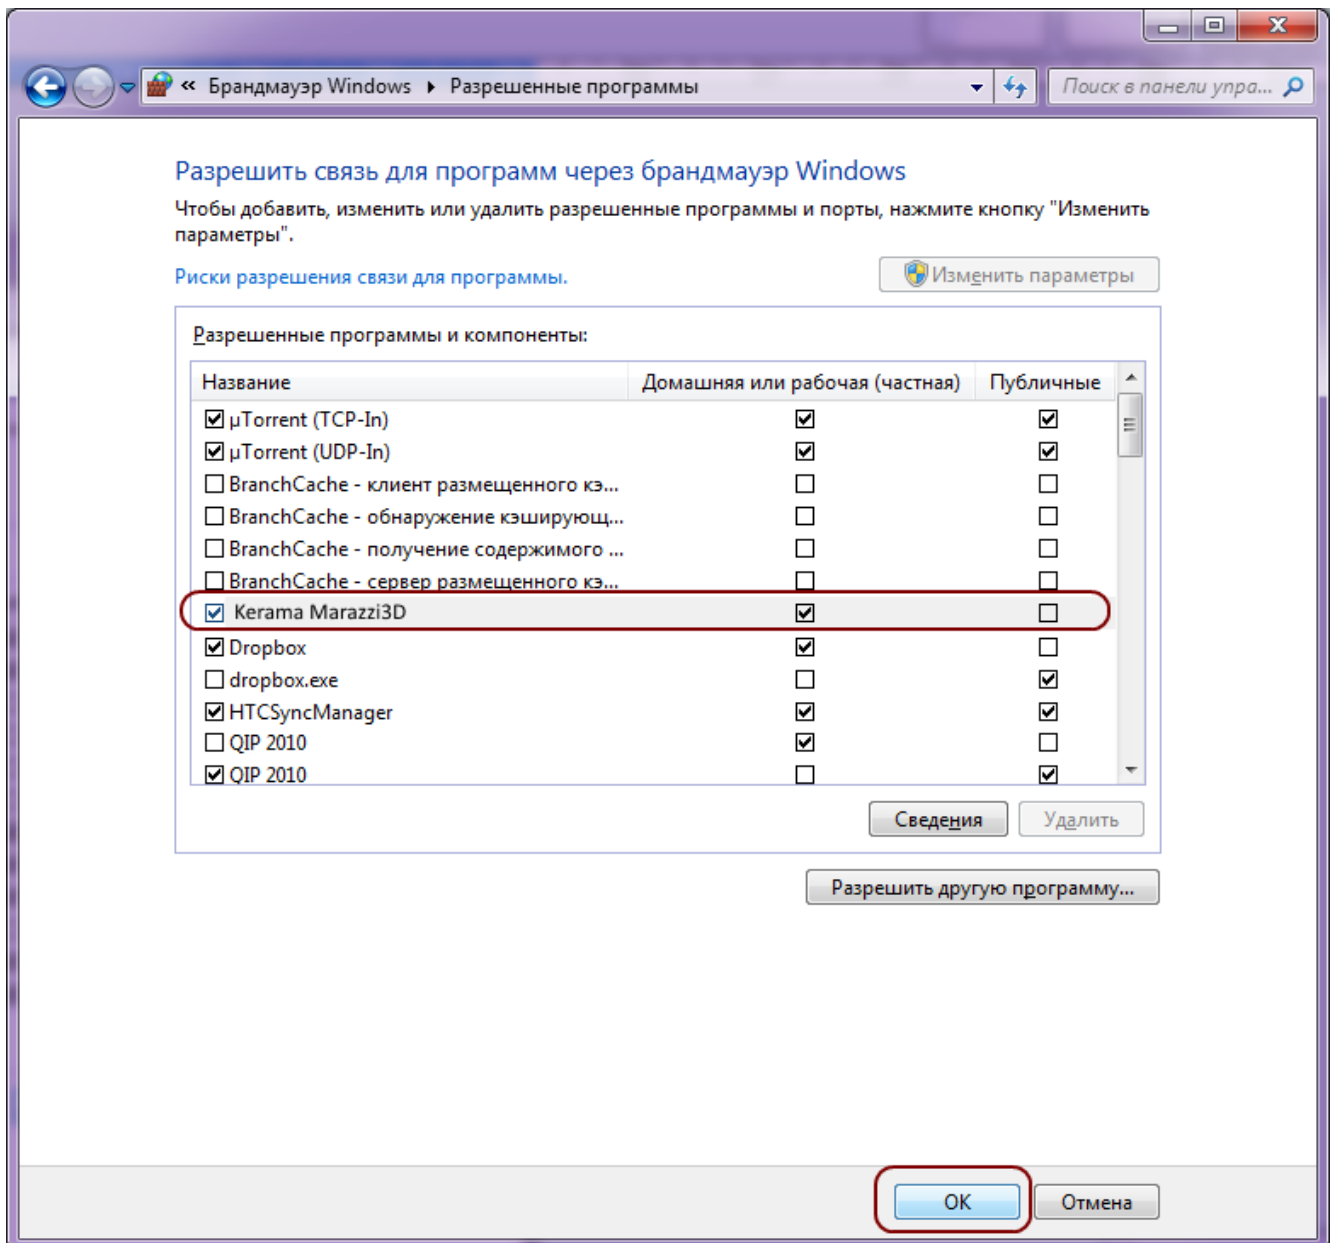 « Брандмауэр Windows ▸ Разрешенные программы
Поиск в панели упра...
Разрешить связь для программ через брандмауэр Windows
Чтобы добавить, изменить или удалить разрешенные программы и порты, нажмите кнопку "Изменить
параметры".
Риски разрешения связи для программы.
Изменить параметры
Разрешенные программы и компоненты:
Название Домашняя или рабочая (частная) Публичные
µTorrent (TCP-In)
µTorrent (UDP-In)
BranchCache - клиент размещенного кэ...
BranchCache - обнаружение кэширующ...
BranchCache - получение содержимого ...
BranchCache - сервер размещенного кэ...
Kerama Marazzi3D
Dropbox
dropbox.exe
HTCSyncManager
QIP 2010
QIP 2010
Сведения Удалить
Разрешить другую программу...
ОК Отмена